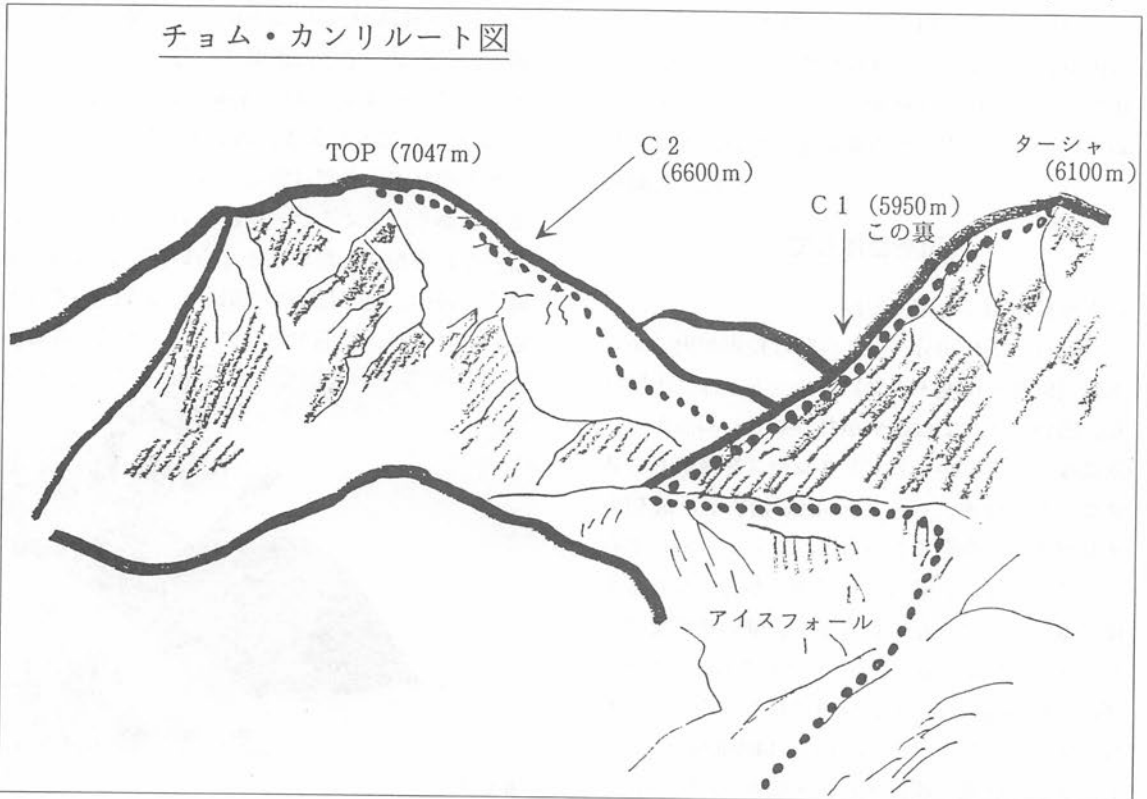 チョム・カンリルート図
TOP (7047m)
C 2
(6600m)
ターシャ
(6100m)
C 1 (5950m)
この裏
アイスフォール